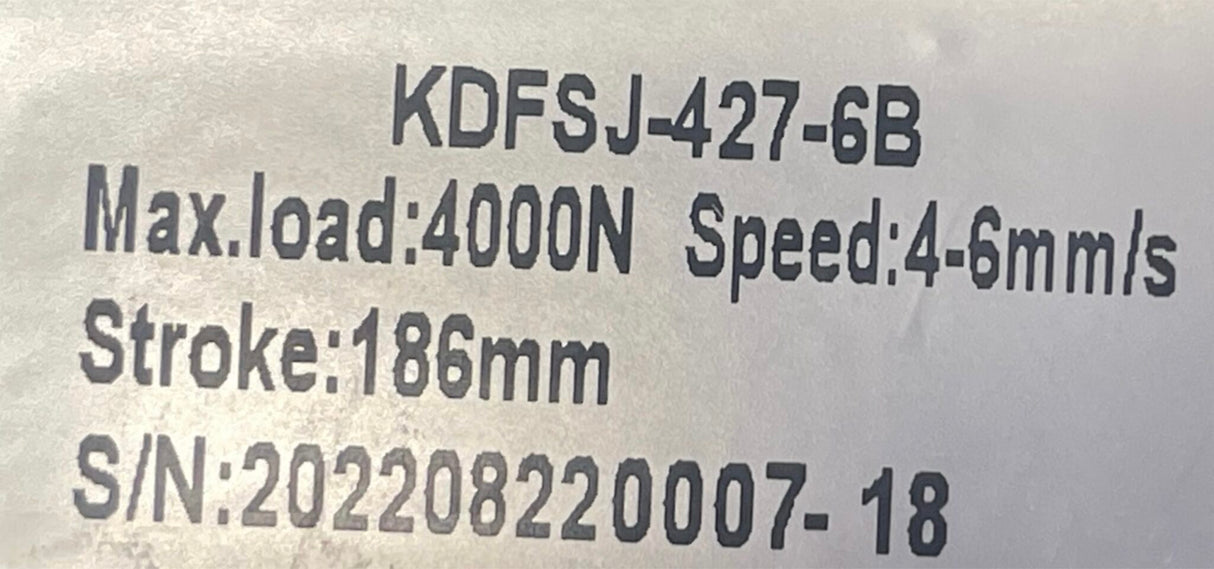 KDFSJ-427-6B
Max.load:4000N Speed:4-6mm/s
Stroke:186mm
S/N:202208220007- 18